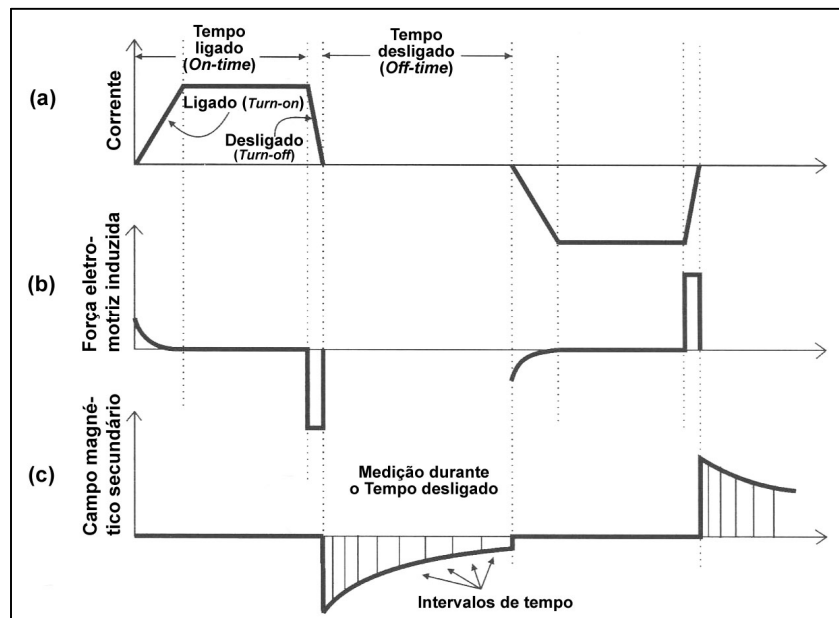 Tempo
ligado
(On-time)
Tempo
desligado
(Off-time)
(a)
Corrente
Ligado (Turn-on)
Desligado
(Turn-off)
(b)
Força eletro-
motriz induzida
(c)
Campo magné-
tico secundário
Medição durante
o Tempo desligado
Intervalos de tempo